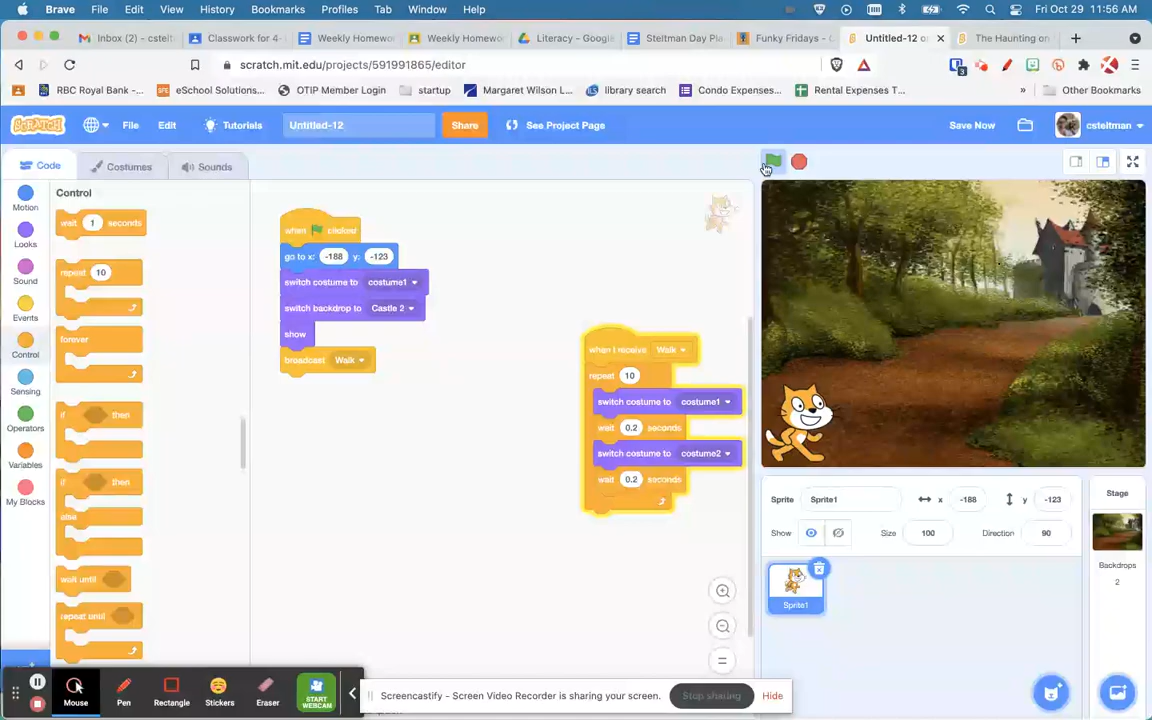 Brave File Edit View History Bookmarks Profiles Tab Window Help Fri Oct 29 11:56 AM
Inbox (2) - cstelt Classwork for 4- Weekly Homewo Weekly Homewo Literacy - Googl Steltman Day Pla Funky Fridays - G Untitled-12 o The Haunting on
scratch.mit.edu/projects/591991865/editor 3
RBC Royal Bank -... eSchool Solutions... OTIP Member Login startup Margaret Wilson L... library search Condo Expenses... Rental Expenses T... » Other Bookmarks
SCRATCH File Edit Tutorials Untitled-12 Share See Project Page Save Now csteltman
Code Costumes Sounds
Motion
Looks
Sound
Events
Control
Sensing
Operators
Variables
My Blocks
Control
wait 1 seconds
repeat 10
forever
if then
if then
else
wait until
repeat until
when clicked
go to x: -188 y: -123
switch costume to costume1
switch backdrop to Castle 2
show
broadcast Walk
when I receive Walk
repeat 10
switch costume to costume1
wait 0.2 seconds
switch costume to costume2
wait 0.2 seconds
Sprite Sprite1 x -188 y -123
Show Size 100 Direction 90
Sprite1
Stage
Backdrops
2
Mouse Pen Rectangle Stickers Eraser START WEBCAM
Screencastify - Screen Video Recorder is sharing your screen. Stop sharing Hide